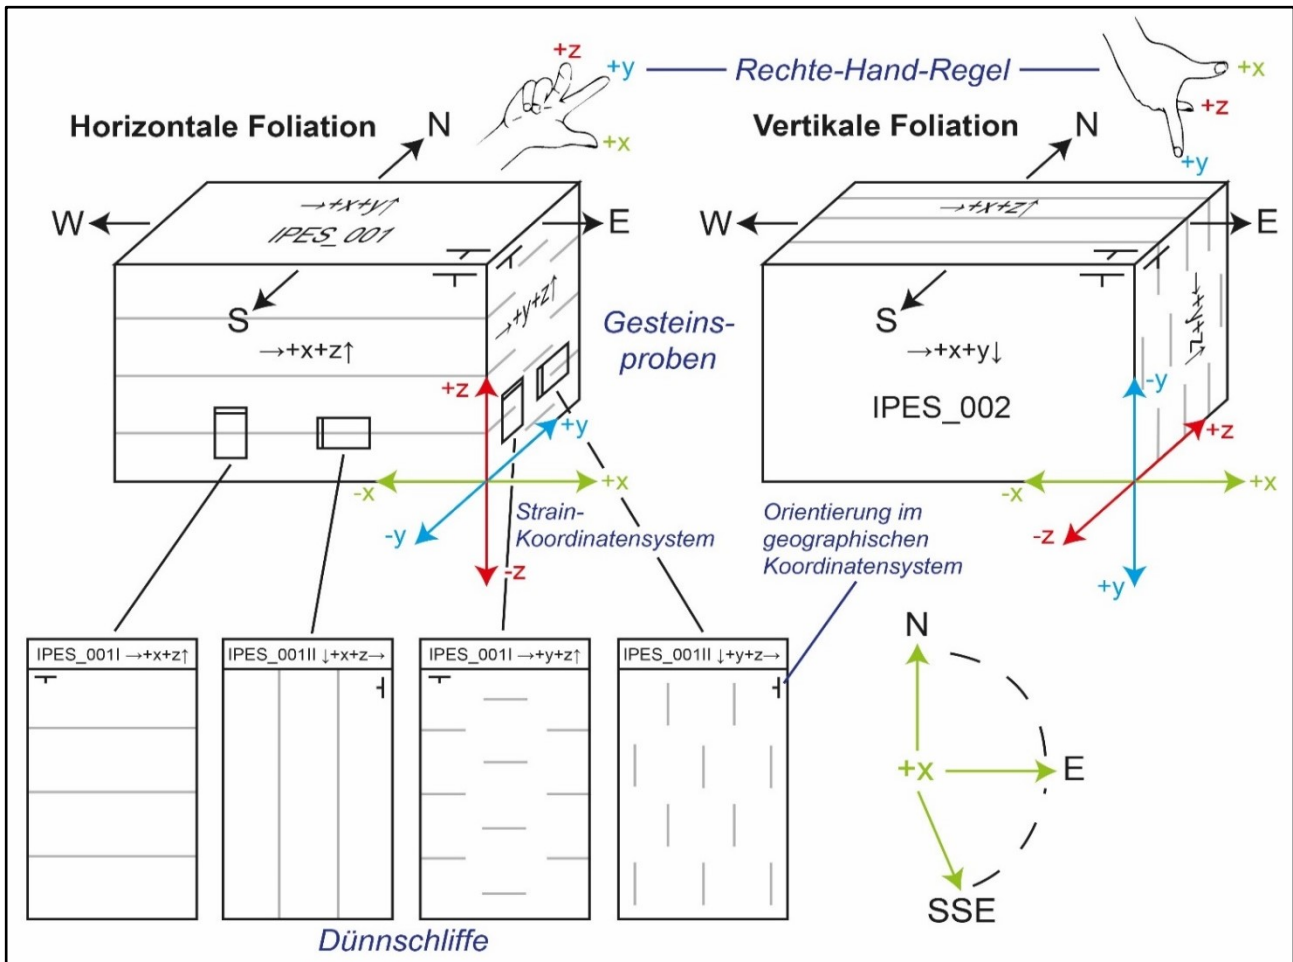 +z
+y
Rechte-Hand-Regel
+x
+z
+x
+y
Horizontale Foliation
N
Vertikale Foliation
N
W
→+x+y↑
IPES_001
E
S
→+x+z↑
→+y+z↑
Gesteins-
proben
W
→+x+z↑
E
S
→+x+y↓
IPES_002
→z+y+←
+z
+y
-x
+x
-y
-z
Strain-
Koordinatensystem
-y
+z
-x
+x
-z
+y
Orientierung im
geographischen
Koordinatensystem
IPES_001I →+x+z↑
IPES_001II ↓+x+z→
IPES_001I →+y+z↑
IPES_001II ↓+y+z→
Dünnschliffe
N
+x
E
SSE